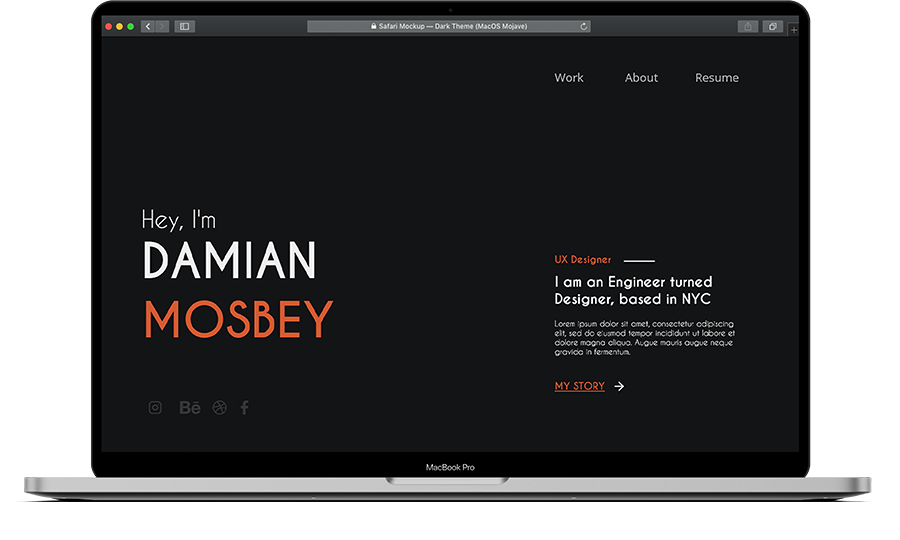 Safari Mockup — Dark Theme (MacOS Mojave)
Work About Resume
Hey, I'm
DAMIAN
MOSBEY
UX Designer
I am an Engineer turned
Designer, based in NYC
Lorem ipsum dolor sit amet, consectetur adipiscing
elit, sed do eiusmod tempor incididunt ut labore et
dolore magna aliqua. Augue mauris augue neque
gravida in fermentum.
MY STORY
Bē
MacBook Pro